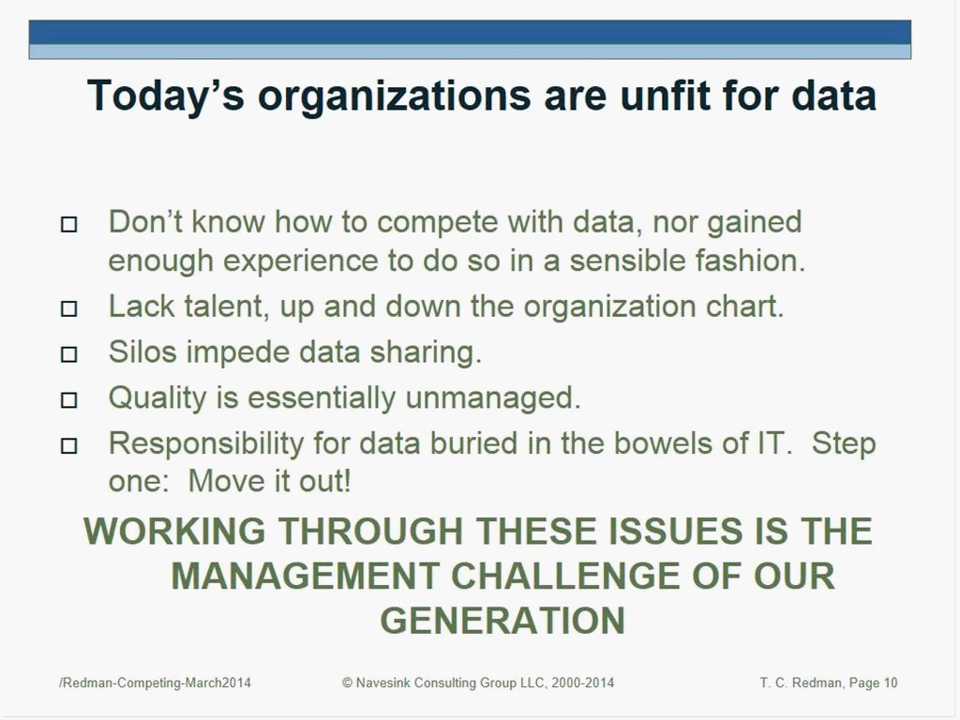 Today's organizations are unfit for data
Don't know how to compete with data, nor gained
enough experience to do so in a sensible fashion.
Lack talent, up and down the organization chart.
Silos impede data sharing.
Quality is essentially unmanaged.
Responsibility for data buried in the bowels of IT.  Step
one:  Move it out!
WORKING THROUGH THESE ISSUES IS THE
MANAGEMENT CHALLENGE OF OUR
GENERATION
/Redman-Competing-March2014 © Navesink Consulting Group LLC, 2000-2014 T. C. Redman, Page 10